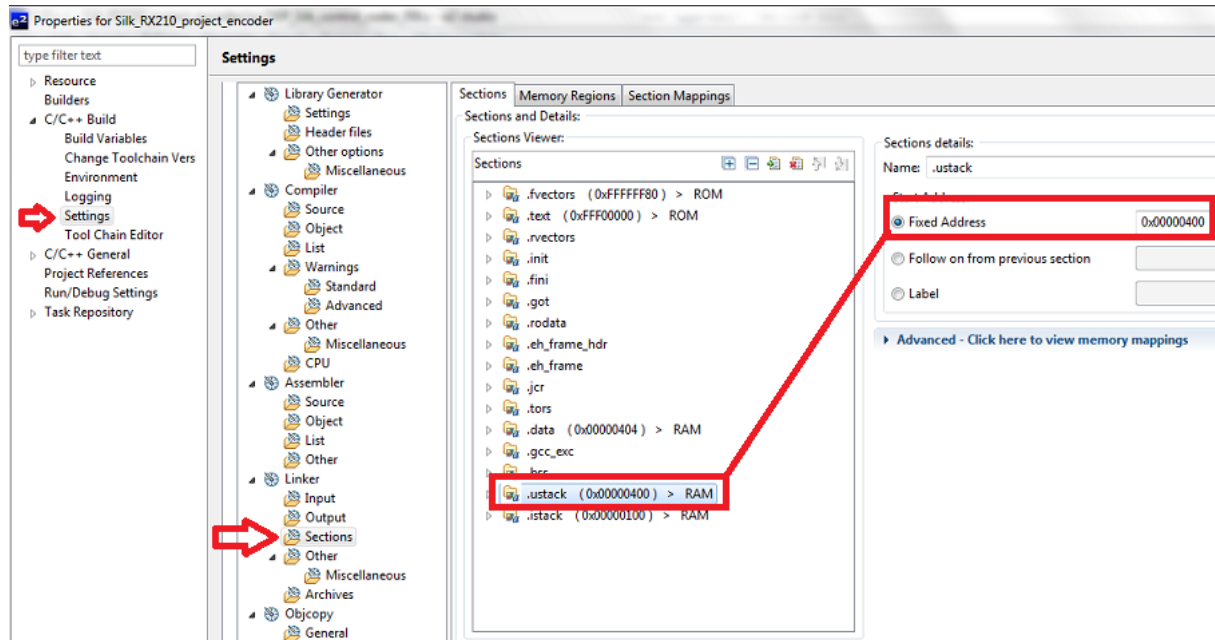 e² Properties for Silk_RX210_project_encoder
type filter text
Settings
Resource
Builders
C/C++ Build
Build Variables
Change Toolchain Vers
Environment
Logging
Settings
Tool Chain Editor
C/C++ General
Project References
Run/Debug Settings
Task Repository
Library Generator
Settings
Header files
Other options
Miscellaneous
Compiler
Source
Object
List
Warnings
Standard
Advanced
Other
Miscellaneous
CPU
Assembler
Source
Object
List
Other
Linker
Input
Output
Sections
Other
Miscellaneous
Archives
Objcopy
General
Sections Memory Regions Section Mappings
Sections and Details:
Sections Viewer:
Sections
.fvectors (0xFFFFFF80) > ROM
.text (0xFFF00000) > ROM
.rvectors
.init
.fini
.got
.rodata
.eh_frame_hdr
.eh_frame
.jcr
.tors
.data (0x00000404) > RAM
.gcc_exc
.bss
.ustack (0x00000400) > RAM
.istack (0x00000100) > RAM
Sections details:
Name: .ustack
Fixed Address 0x00000400
Follow on from previous section
Label
Advanced - Click here to view memory mappings